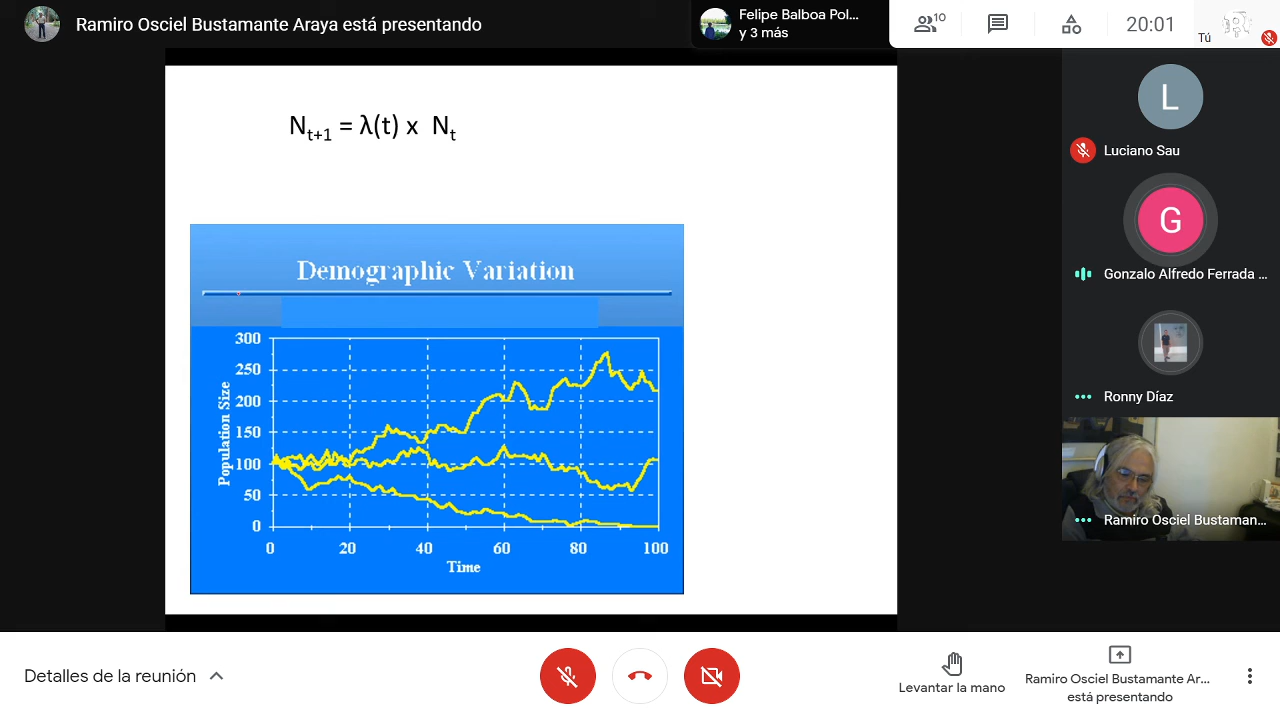 Ramiro Osciel Bustamante Araya está presentando
Felipe Balboa Pol...
y 3 más
10
20:01
Tú
Nt+1 = λ(t) x Nt
L
Luciano Sau
G
Gonzalo Alfredo Ferrada ...
Ronny Díaz
Ramiro Osciel Bustaman...
Demographic Variation
Population Size
300
250
200
150
100
50
0
0 20 40 60 80 100
Time
Detalles de la reunión
Levantar la mano
Ramiro Osciel Bustamante Ar...
está presentando